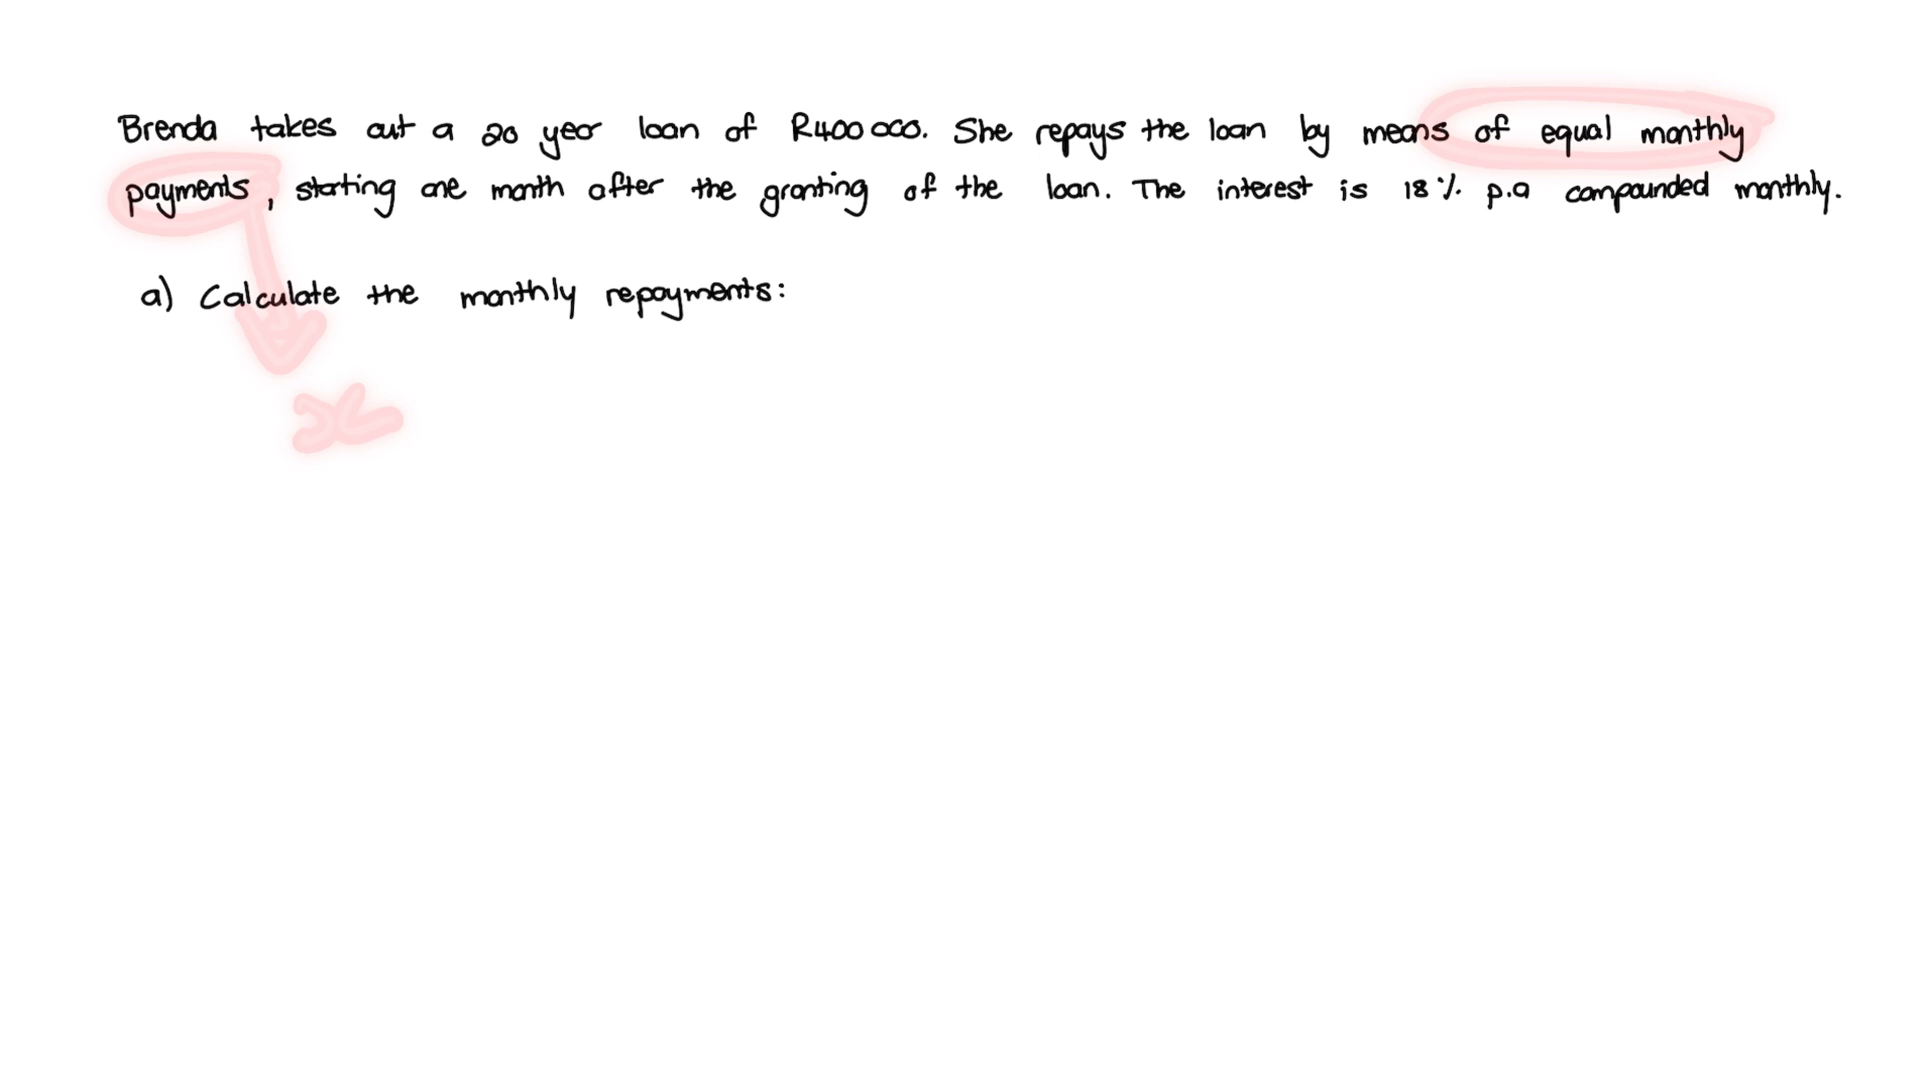 Brenda takes out a 20 year loan of R400 000. She repays the loan by means of equal monthly
payments, starting one month after the granting of the loan. The interest is 18% p.a compounded monthly.
a) Calculate the monthly repayments:
x